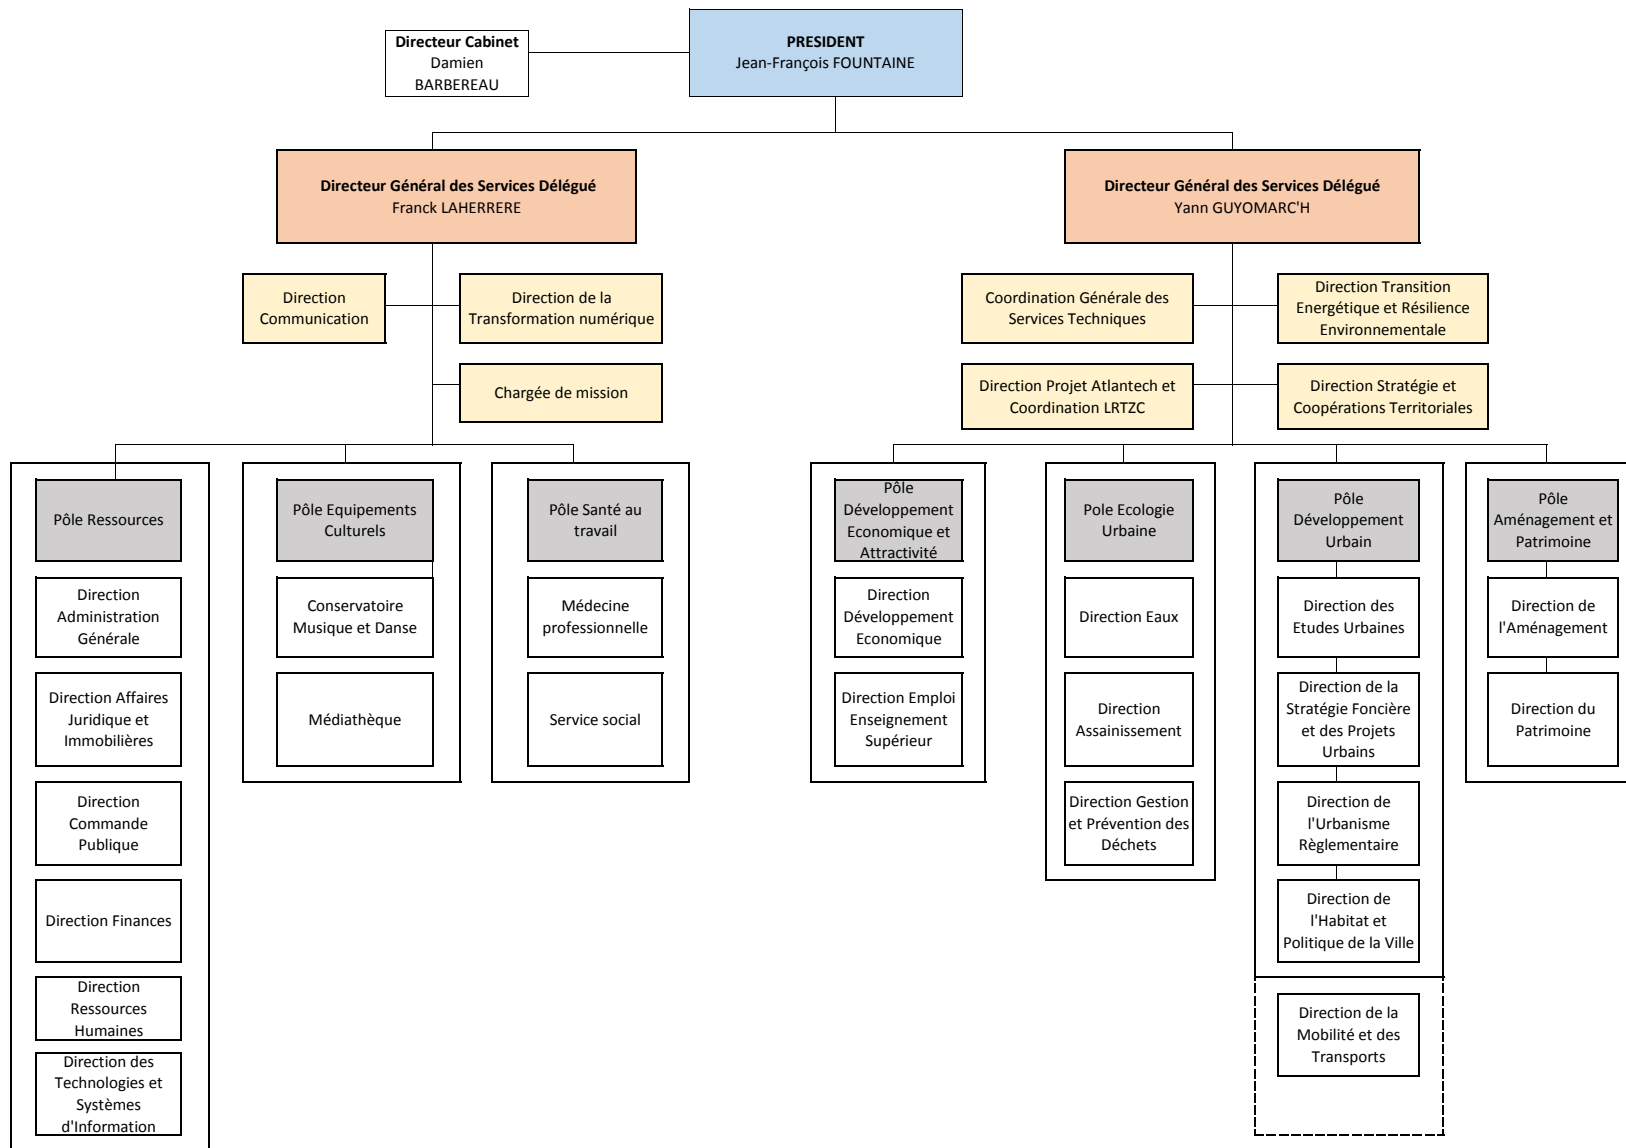 Directeur Cabinet
Damien
BARBEREAU
PRESIDENT
Jean-François FOUNTAINE
Directeur Général des Services Délégué
Franck LAHERRERE
Directeur Général des Services Délégué
Yann GUYOMARC'H
Direction
Communication
Direction de la
Transformation numérique
Chargée de mission
Coordination Générale des
Services Techniques
Direction Transition
Energétique et Résilience
Environnementale
Direction Projet Atlantech et
Coordination LRTZC
Direction Stratégie et
Coopérations Territoriales
Pôle Ressources
Direction
Administration
Générale
Direction Affaires
Juridique et
Immobilières
Direction
Commande
Publique
Direction Finances
Direction
Ressources
Humaines
Direction des
Technologies et
Systèmes
d'Information
Pôle Equipements
Culturels
Conservatoire
Musique et Danse
Médiathèque
Pôle Santé au
travail
Médecine
professionnelle
Service social
Pôle
Développement
Economique et
Attractivité
Direction
Développement
Economique
Direction Emploi
Enseignement
Supérieur
Pole Ecologie
Urbaine
Direction Eaux
Direction
Assainissement
Direction Gestion
et Prévention des
Déchets
Pôle
Développement
Urbain
Direction des
Etudes Urbaines
Direction de la
Stratégie Foncière
et des Projets
Urbains
Direction de
l'Urbanisme
Règlementaire
Direction de
l'Habitat et
Politique de la Ville
Direction de la
Mobilité et des
Transports
Pôle
Aménagement et
Patrimoine
Direction de
l'Aménagement
Direction du
Patrimoine